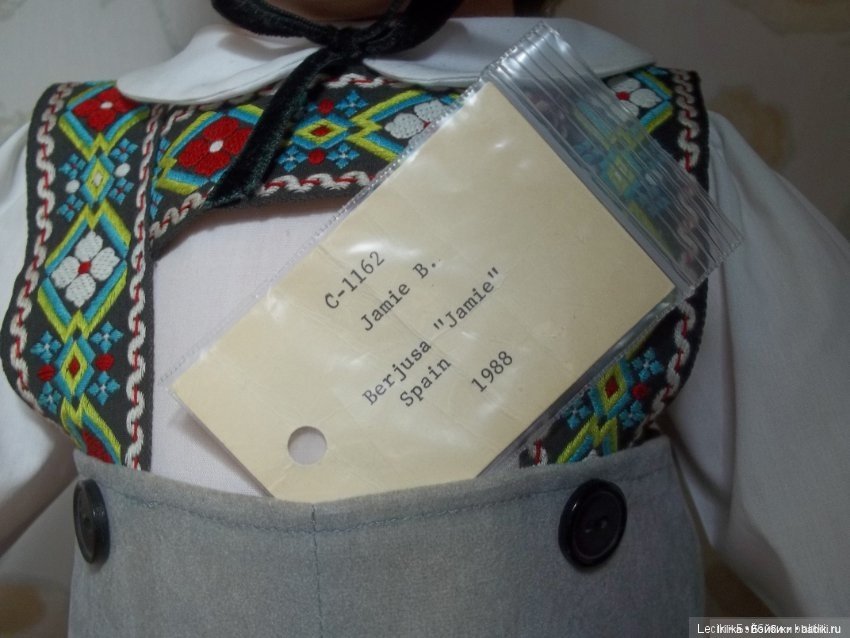 C-1162
Jamie B.
Berjusa "Jamie"
Spain 1988